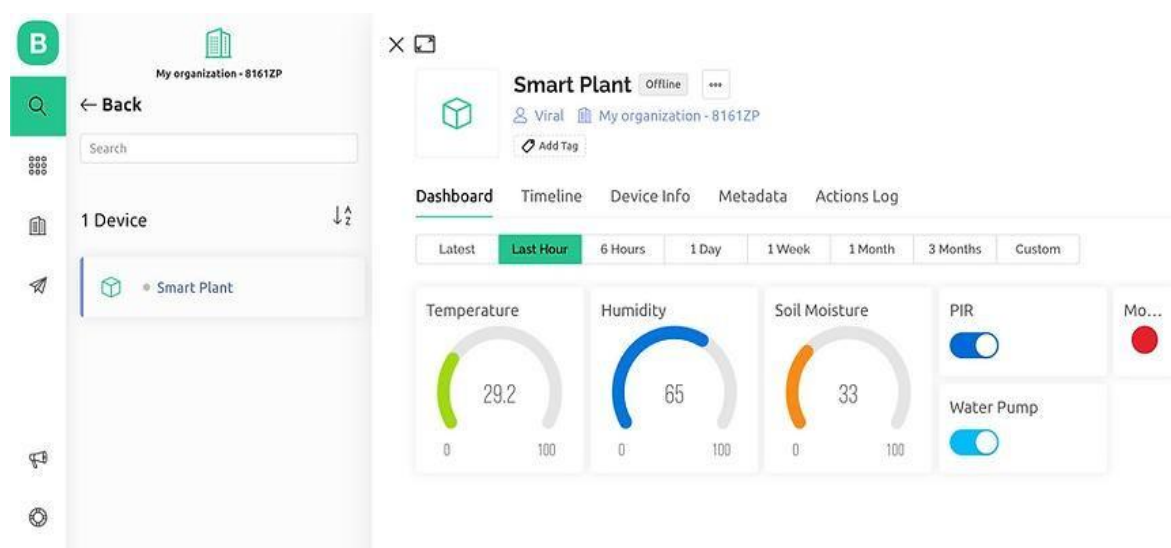 B
My organization - 8161ZP
← Back
Search
1 Device
A
Z
Smart Plant
Smart Plant Offline
Viral My organization - 8161ZP
Add Tag
Dashboard Timeline Device Info Metadata Actions Log
Latest Last Hour 6 Hours 1 Day 1 Week 1 Month 3 Months Custom
Temperature Humidity Soil Moisture PIR Mo...
29.2 65 33
Water Pump
0 100 0 100 0 100